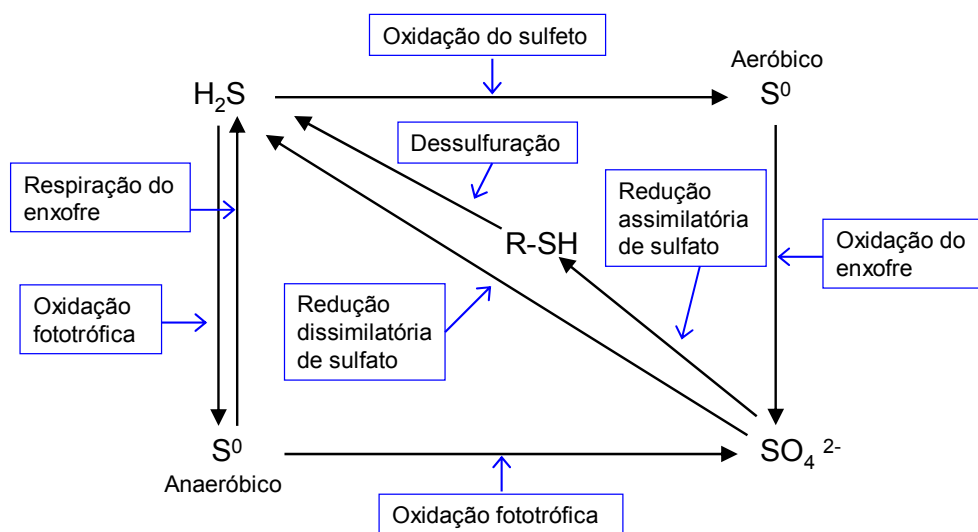 Oxidação do sulfeto
Aeróbico
H₂S
S⁰
Dessulfuração
Respiração do
enxofre
Redução
assimilatória
de sulfato
R-SH
Oxidação do
enxofre
Oxidação
fototrófica
Redução
dissimilatória
de sulfato
S⁰
Anaeróbico
SO₄ ²⁻
Oxidação fototrófica